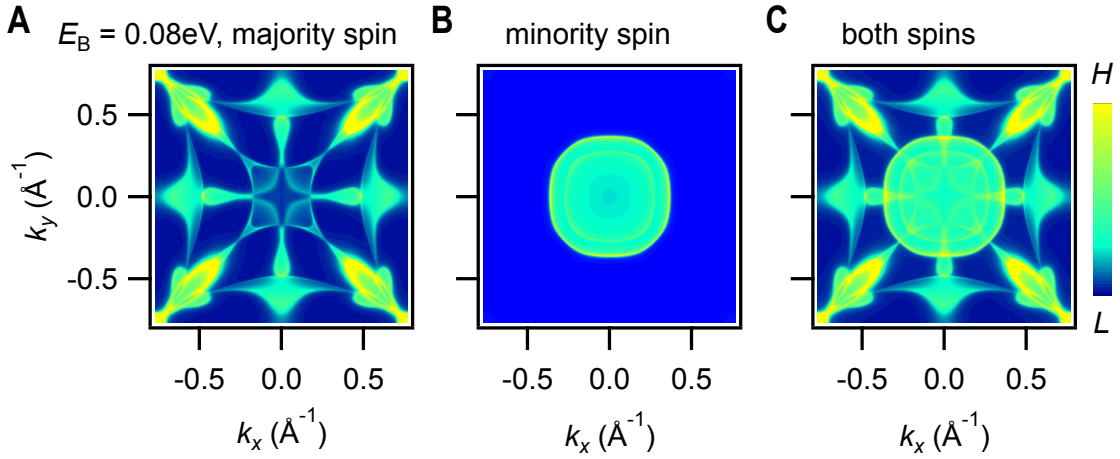 A
E_B = 0.08eV, majority spin
B
minority spin
C
both spins
0.5
0.0
-0.5
k_y (Å⁻¹)
-0.5 0.0 0.5
k_x (Å⁻¹)
-0.5 0.0 0.5
k_x (Å⁻¹)
-0.5 0.0 0.5
k_x (Å⁻¹)
H
L